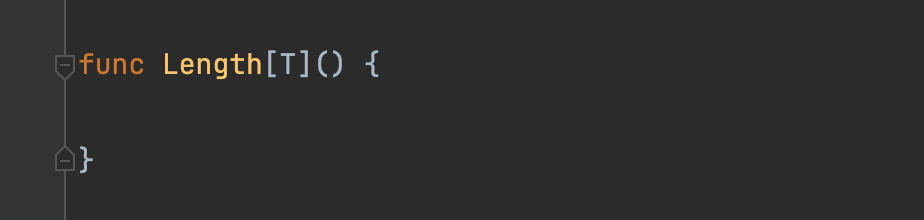 func Length[T]() {
}